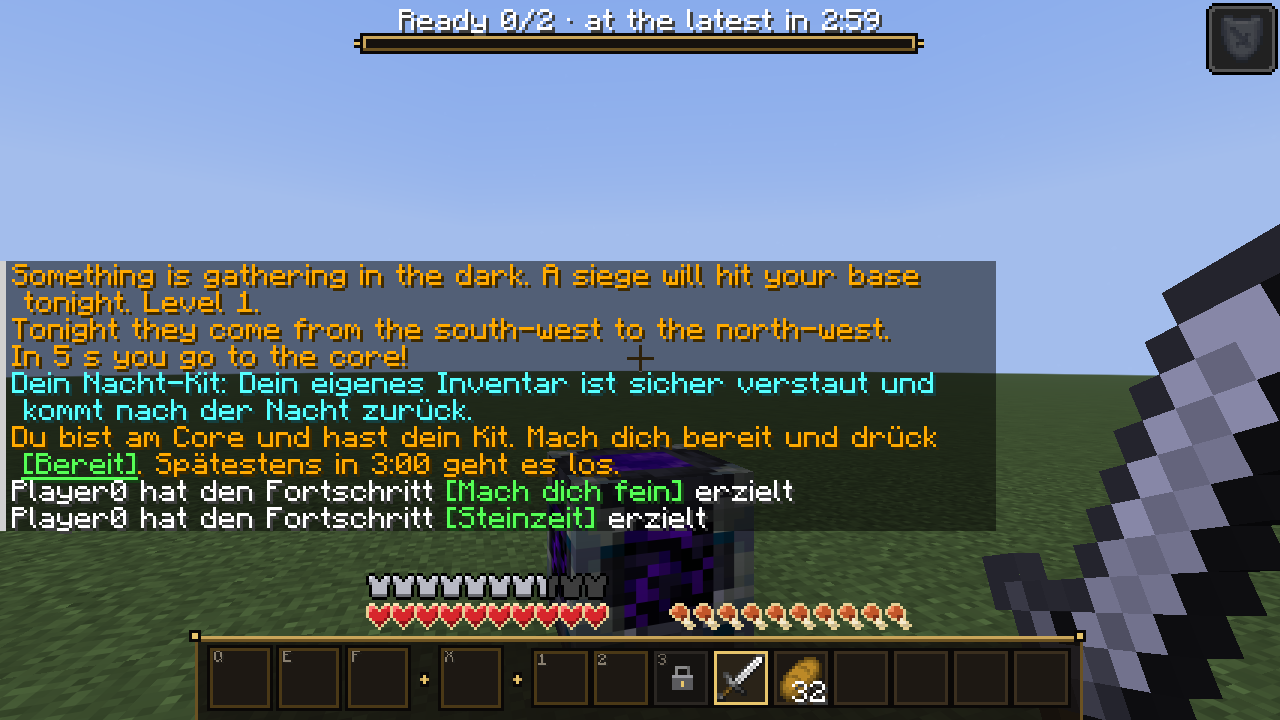 Ready 0/2 · at the latest in 2:59
Something is gathering in the dark. A siege will hit your base
tonight. Level 1.
Tonight they come from the south-west to the north-west.
In 5 s you go to the core!
Dein Nacht-Kit: Dein eigenes Inventar ist sicher verstaut und
kommt nach der Nacht zurück.
Du bist am Core und hast dein Kit. Mach dich bereit und drück
[Bereit]. Spätestens in 3:00 geht es los.
Player0 hat den Fortschritt [Mach dich fein] erzielt
Player0 hat den Fortschritt [Steinzeit] erzielt
Q E F X 1 2 3
32